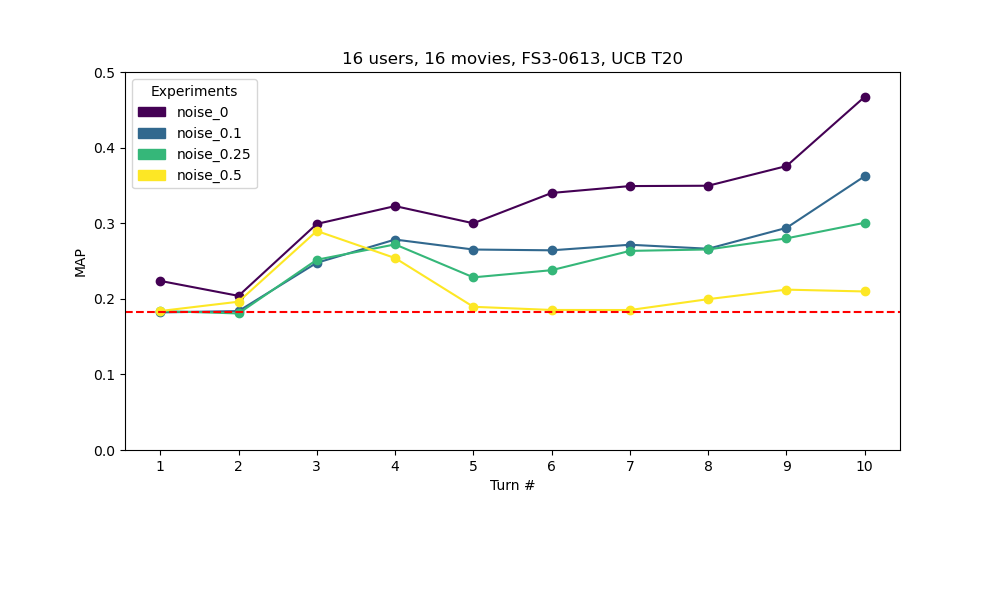 16 users, 16 movies, FS3-0613, UCB T20
Experiments
noise_0
noise_0.1
noise_0.25
noise_0.5
MAP
0.5
0.4
0.3
0.2
0.1
0.0
1 2 3 4 5 6 7 8 9 10
Turn #